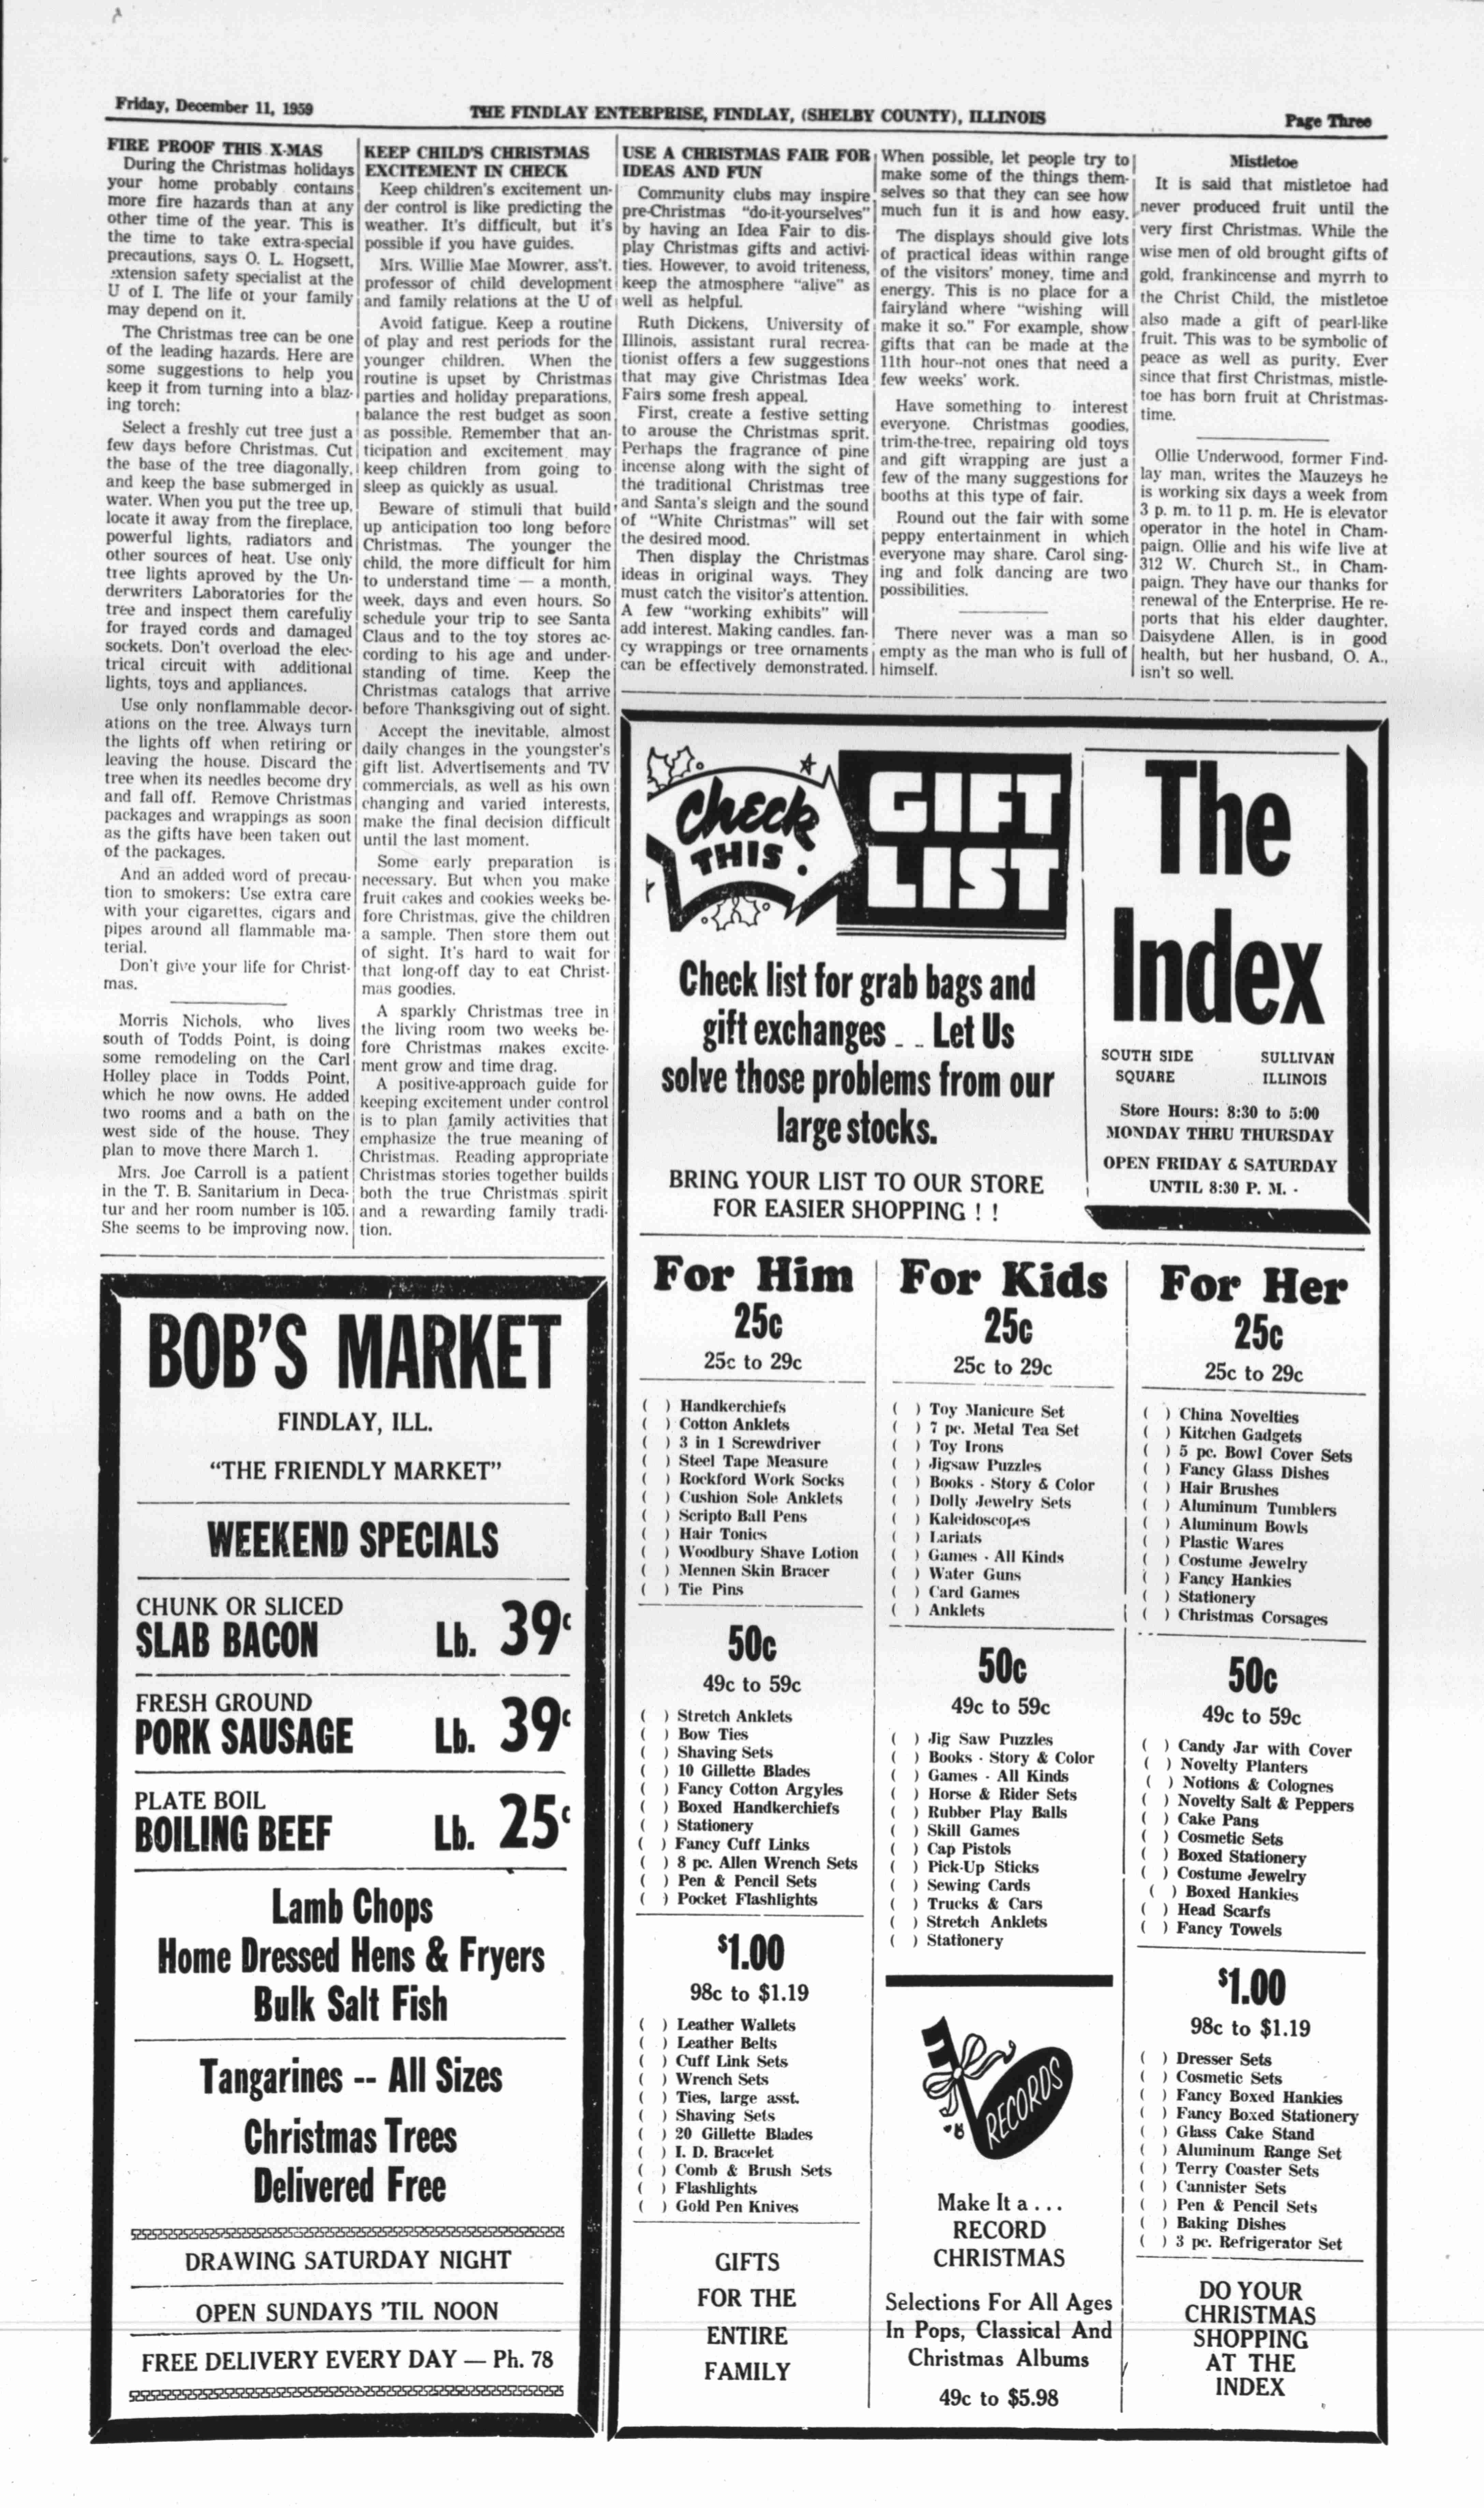 Friday, December 11, 1959
THE FINDLAY ENTERPRISE, FINDLAY, (SHELBY COUNTY), ILLINOIS
Page Three
FIRE PROOF THIS X-MAS
During the Christmas holidays
your home probably contains
more fire hazards than at any
other time of the year. This is
the time to take extra-special
precautions, says O. L. Hogsett,
extension safety specialist at the
U of I. The life of your family
may depend on it.
The Christmas tree can be one
of the leading hazards. Here are
some suggestions to help you
keep it from turning into a blaz-
ing torch:
Select a freshly cut tree just a
few days before Christmas. Cut
the base of the tree diagonally,
and keep the base submerged in
water. When you put the tree up,
locate it away from the fireplace,
powerful lights, radiators and
other sources of heat. Use only
tree lights aproved by the Un-
derwriters Laboratories for the
tree and inspect them carefully
for frayed cords and damaged
sockets. Don't overload the elec-
trical circuit with additional
lights, toys and appliances.
Use only nonflammable decor-
ations on the tree. Always turn
the lights off when retiring or
leaving the house. Discard the
tree when its needles become dry
and fall off. Remove Christmas
packages and wrappings as soon
as the gifts have been taken out
of the packages.
And an added word of precau-
tion to smokers: Use extra care
with your cigarettes, cigars and
pipes around all flammable ma-
terial.
Don't give your life for Christ-
mas.
Morris Nichols, who lives
south of Todds Point, is doing
some remodeling on the Carl
Holley place in Todds Point,
which he now owns. He added
two rooms and a bath on the
west side of the house. They
plan to move there March 1.
Mrs. Joe Carroll is a patient
in the T. B. Sanitarium in Deca-
tur and her room number is 105.
She seems to be improving now.
KEEP CHILD'S CHRISTMAS
EXCITEMENT IN CHECK
Keep children's excitement un-
der control is like predicting the
weather. It's difficult, but it's
possible if you have guides.
Mrs. Willie Mae Mowrer, ass't.
professor of child development
and family relations at the U of
Avoid fatigue. Keep a routine
of play and rest periods for the
younger children. When the
routine is upset by Christmas
parties and holiday preparations,
balance the rest budget as soon
as possible. Remember that an-
ticipation and excitement may
keep children from going to
sleep as quickly as usual.
Beware of stimuli that build
up anticipation too long before
Christmas. The younger the
child, the more difficult for him
to understand time — a month,
week, days and even hours. So
schedule your trip to see Santa
Claus and to the toy stores ac-
cording to his age and under-
standing of time. Keep the
Christmas catalogs that arrive
before Thanksgiving out of sight.
Accept the inevitable, almost
daily changes in the youngster's
gift list. Advertisements and TV
commercials, as well as his own
changing and varied interests,
make the final decision difficult
until the last moment.
Some early preparation is
necessary. But when you make
fruit cakes and cookies weeks be-
fore Christmas, give the children
a sample. Then store them out
of sight. It's hard to wait for
that long-off day to eat Christ-
mas goodies.
A sparkly Christmas tree in
the living room two weeks be-
fore Christmas makes excite-
ment grow and time drag.
A positive-approach guide for
keeping excitement under control
is to plan family activities that
emphasize the true meaning of
Christmas. Reading appropriate
Christmas stories together builds
both the true Christmas spirit
and a rewarding family tradi-
tion.
USE A CHRISTMAS FAIR FOR
IDEAS AND FUN
Community clubs may inspire
pre-Christmas "do-it-yourselves"
by having an Idea Fair to dis-
play Christmas gifts and activi-
ties. However, to avoid triteness,
keep the atmosphere "alive" as
well as helpful.
Ruth Dickens, University of
Illinois, assistant rural recrea-
tionist offers a few suggestions
that may give Christmas Idea
Fairs some fresh appeal.
First, create a festive setting
to arouse the Christmas sprit.
Perhaps the fragrance of pine
incense along with the sight of
the traditional Christmas tree
and Santa's sleign and the sound
of "White Christmas" will set
the desired mood.
Then display the Christmas
ideas in original ways. They
must catch the visitor's attention.
A few "working exhibits" will
add interest. Making candles, fan-
cy wrappings or tree ornaments
can be effectively demonstrated.
When possible, let people try to
make some of the things them-
selves so that they can see how
much fun it is and how easy.
The displays should give lots
of practical ideas within range
of the visitors' money, time and
energy. This is no place for a
fairyland where "wishing will
make it so." For example, show
gifts that can be made at the
11th hour--not ones that need a
few weeks' work.
Have something to interest
everyone. Christmas goodies,
trim-the-tree, repairing old toys
and gift wrapping are just a
few of the many suggestions for
booths at this type of fair.
Round out the fair with some
peppy entertainment in which
everyone may share. Carol sing-
ing and folk dancing are two
possibilities.
There never was a man so
empty as the man who is full of
himself.
Mistletoe
It is said that mistletoe had
never produced fruit until the
very first Christmas. While the
wise men of old brought gifts of
gold, frankincense and myrrh to
the Christ Child, the mistletoe
also made a gift of pearl-like
fruit. This was to be symbolic of
peace as well as purity. Ever
since that first Christmas, mistle-
toe has born fruit at Christmas-
time.
Ollie Underwood, former Find-
lay man, writes the Mauzeys he
is working six days a week from
3 p. m. to 11 p. m. He is elevator
operator in the hotel in Cham-
paign. Ollie and his wife live at
312 W. Church St., in Cham-
paign. They have our thanks for
renewal of the Enterprise. He re-
ports that his elder daughter,
Daisydene Allen, is in good
health, but her husband, O. A.,
isn't so well.
BOB'S MARKET
FINDLAY, ILL.
"THE FRIENDLY MARKET"
WEEKEND SPECIALS
CHUNK OR SLICED
SLAB BACON Lb. 39c
FRESH GROUND
PORK SAUSAGE Lb. 39c
PLATE BOIL
BOILING BEEF Lb. 25c
Lamb Chops
Home Dressed Hens & Fryers
Bulk Salt Fish
Tangarines -- All Sizes
Christmas Trees
Delivered Free
DRAWING SATURDAY NIGHT
OPEN SUNDAYS 'TIL NOON
FREE DELIVERY EVERY DAY — Ph. 78
Check THIS!
GIFT
LIST
Check list for grab bags and
gift exchanges _ _ Let Us
solve those problems from our
large stocks.
BRING YOUR LIST TO OUR STORE
FOR EASIER SHOPPING ! !
The
Index
SOUTH SIDE SULLIVAN
SQUARE ILLINOIS
Store Hours: 8:30 to 5:00
MONDAY THRU THURSDAY
OPEN FRIDAY & SATURDAY
UNTIL 8:30 P. M.
For Him
25c
25c to 29c
( ) Handkerchiefs
( ) Cotton Anklets
( ) 3 in 1 Screwdriver
( ) Steel Tape Measure
( ) Rockford Work Socks
( ) Cushion Sole Anklets
( ) Scripto Ball Pens
( ) Hair Tonics
( ) Woodbury Shave Lotion
( ) Mennen Skin Bracer
( ) Tie Pins
50c
49c to 59c
( ) Stretch Anklets
( ) Bow Ties
( ) Shaving Sets
( ) 10 Gillette Blades
( ) Fancy Cotton Argyles
( ) Boxed Handkerchiefs
( ) Stationery
( ) Fancy Cuff Links
( ) 8 pc. Allen Wrench Sets
( ) Pen & Pencil Sets
( ) Pocket Flashlights
$1.00
98c to $1.19
( ) Leather Wallets
( ) Leather Belts
( ) Cuff Link Sets
( ) Wrench Sets
( ) Ties, large asst.
( ) Shaving Sets
( ) 20 Gillette Blades
( ) I. D. Bracelet
( ) Comb & Brush Sets
( ) Flashlights
( ) Gold Pen Knives
GIFTS
FOR THE
ENTIRE
FAMILY
For Kids
25c
25c to 29c
( ) Toy Manicure Set
( ) 7 pc. Metal Tea Set
( ) Toy Irons
( ) Jigsaw Puzzles
( ) Books - Story & Color
( ) Dolly Jewelry Sets
( ) Kaleidoscopes
( ) Lariats
( ) Games - All Kinds
( ) Water Guns
( ) Card Games
( ) Anklets
50c
49c to 59c
( ) Jig Saw Puzzles
( ) Books - Story & Color
( ) Games - All Kinds
( ) Horse & Rider Sets
( ) Rubber Play Balls
( ) Skill Games
( ) Cap Pistols
( ) Pick-Up Sticks
( ) Sewing Cards
( ) Trucks & Cars
( ) Stretch Anklets
( ) Stationery
RECORDS
Make It a . . .
RECORD
CHRISTMAS
Selections For All Ages
In Pops, Classical And
Christmas Albums
49c to $5.98
For Her
25c
25c to 29c
( ) China Novelties
( ) Kitchen Gadgets
( ) 5 pc. Bowl Cover Sets
( ) Fancy Glass Dishes
( ) Hair Brushes
( ) Aluminum Tumblers
( ) Aluminum Bowls
( ) Plastic Wares
( ) Costume Jewelry
( ) Fancy Hankies
( ) Stationery
( ) Christmas Corsages
50c
49c to 59c
( ) Candy Jar with Cover
( ) Novelty Planters
( ) Notions & Colognes
( ) Novelty Salt & Peppers
( ) Cake Pans
( ) Cosmetic Sets
( ) Boxed Stationery
( ) Costume Jewelry
( ) Boxed Hankies
( ) Head Scarfs
( ) Fancy Towels
$1.00
98c to $1.19
( ) Dresser Sets
( ) Cosmetic Sets
( ) Fancy Boxed Hankies
( ) Fancy Boxed Stationery
( ) Glass Cake Stand
( ) Aluminum Range Set
( ) Terry Coaster Sets
( ) Cannister Sets
( ) Pen & Pencil Sets
( ) Baking Dishes
( ) 3 pc. Refrigerator Set
DO YOUR
CHRISTMAS
SHOPPING
AT THE
INDEX